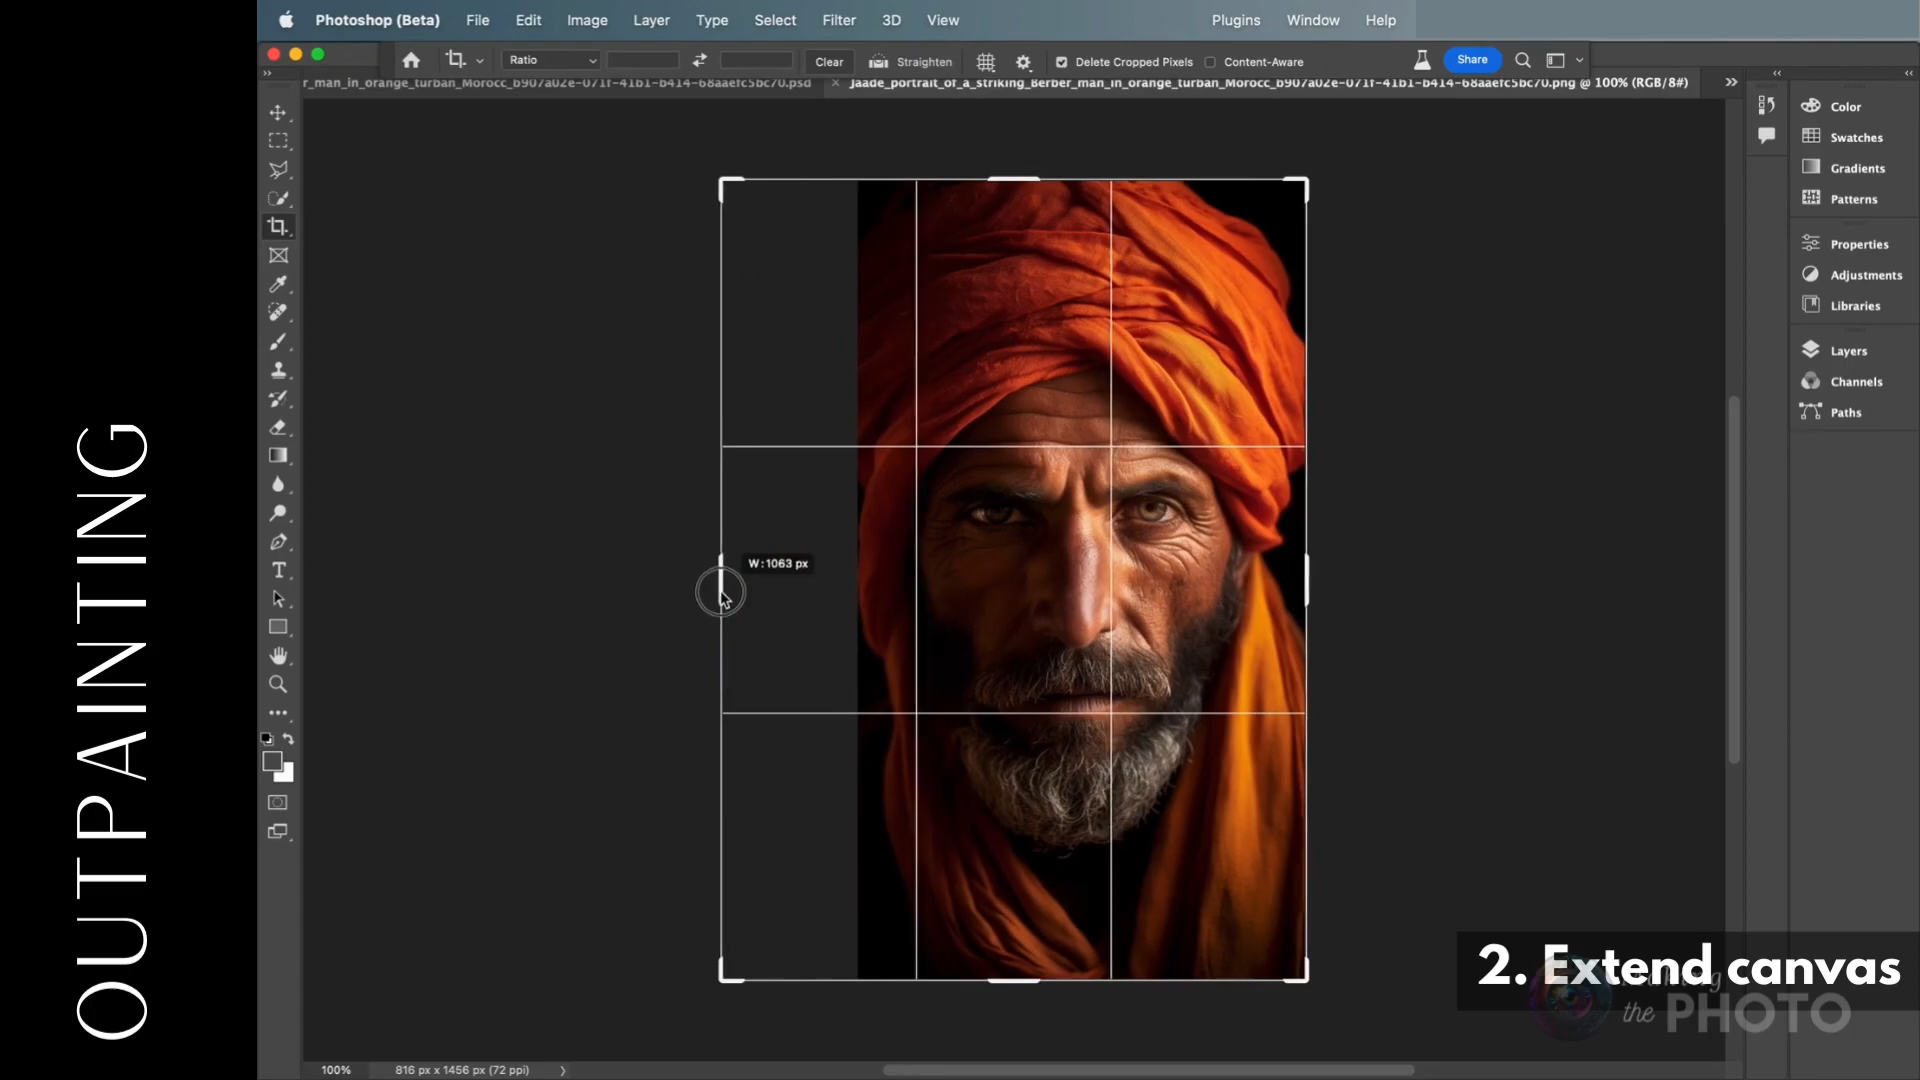 Photoshop (Beta) File Edit Image Layer Type Select Filter 3D View Plugins Window Help
Ratio Clear Straighten Delete Cropped Pixels Content-Aware Share
r_man_in_orange_turban_Morocc_b907a02e-071f-41b1-b414-68aaefc5bc70.psd × Jaade_portrait_of_a_striking_Berber_man_in_orange_turban_Morocc_b907a02e-071f-41b1-b414-68aaefc5bc70.png @ 100% (RGB/8#)
Color
Swatches
Gradients
Patterns
Properties
Adjustments
Libraries
Layers
Channels
Paths
W: 1063 px
OUTPAINTING
2. Extend canvas
the PHOTO
100% 816 px x 1456 px (72 ppi)